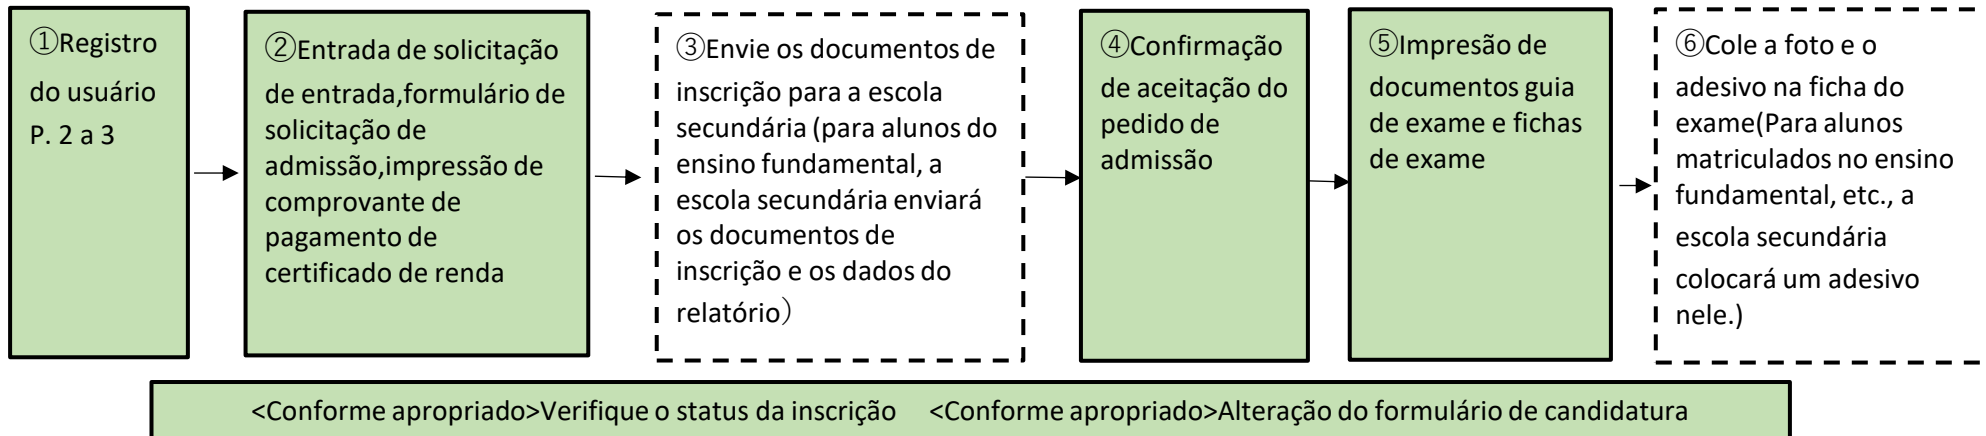 ①Registro
do usuário
P. 2 a 3
②Entrada de solicitação
de entrada,formulário de
solicitação de
admissão,impressão de
comprovante de
pagamento de
certificado de renda
③Envie os documentos de
inscrição para a escola
secundária (para alunos do
ensino fundamental, a
escola secundária enviará
os documentos de
inscrição e os dados do
relatório）
④Confirmação
de aceitação do
pedido de
admissão
⑤Impresão de
documentos guia
de exame e fichas
de exame
⑥Cole a foto e o
adesivo na ficha do
exame(Para alunos
matriculados no ensino
fundamental, etc., a
escola secundária
colocará um adesivo
nele.)
<Conforme apropriado>Verifique o status da inscrição <Conforme apropriado>Alteração do formulário de candidatura